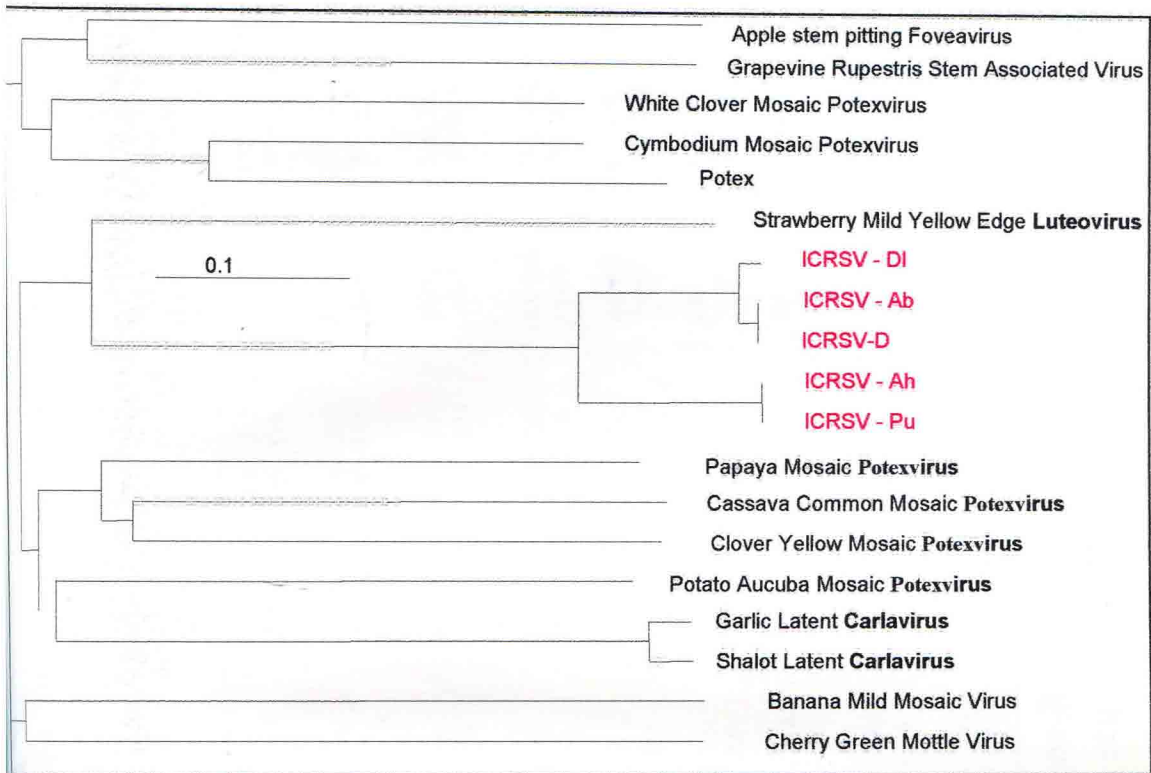 Apple stem pitting Foveavirus
Grapevine Rupestris Stem Associated Virus
White Clover Mosaic Potexvirus
Cymbodium Mosaic Potexvirus
Potex
Strawberry Mild Yellow Edge Luteovirus
0.1
ICRSV - DI
ICRSV - Ab
ICRSV-D
ICRSV - Ah
ICRSV - Pu
Papaya Mosaic Potexvirus
Cassava Common Mosaic Potexvirus
Clover Yellow Mosaic Potexvirus
Potato Aucuba Mosaic Potexvirus
Garlic Latent Carlavirus
Shalot Latent Carlavirus
Banana Mild Mosaic Virus
Cherry Green Mottle Virus